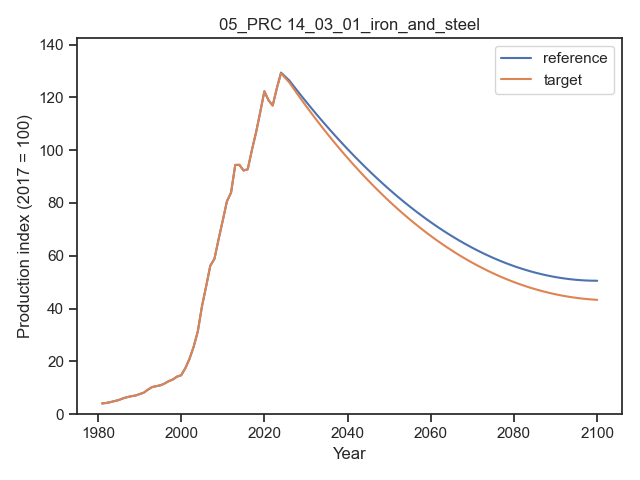 05_PRC 14_03_01_iron_and_steel
reference
target
Production index (2017 = 100)
140
120
100
80
60
40
20
0
1980 2000 2020 2040 2060 2080 2100
Year